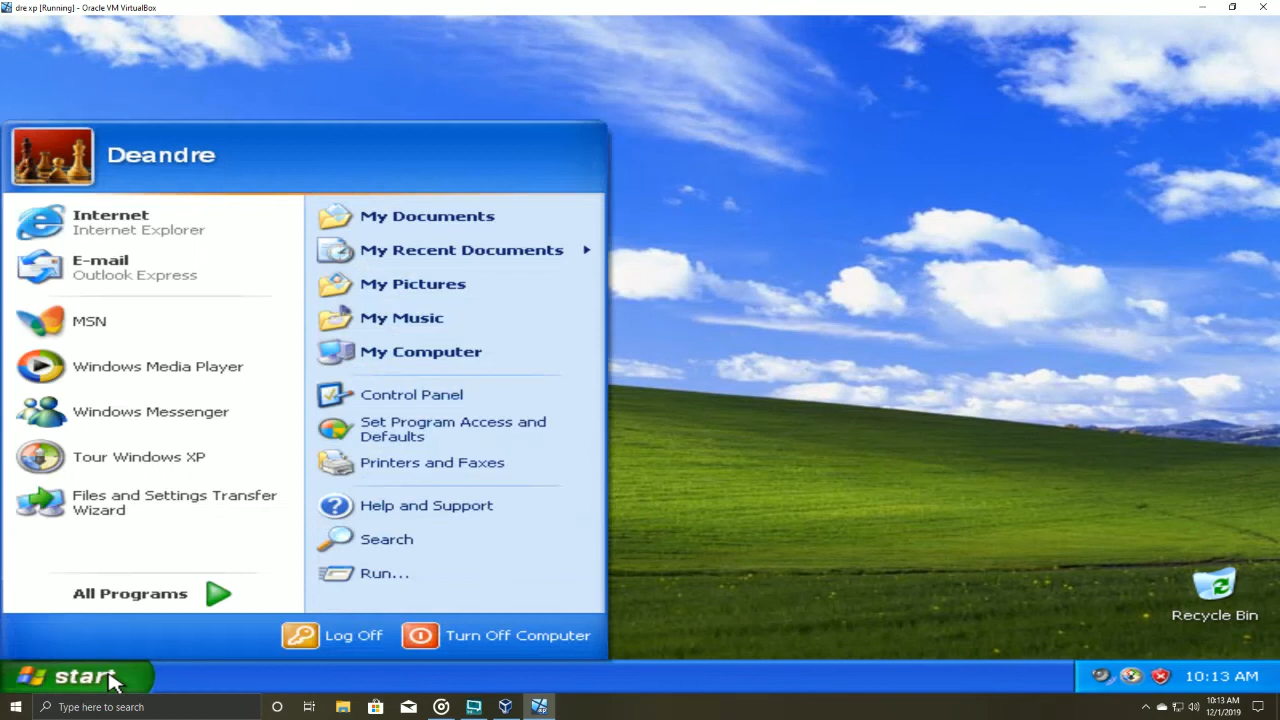 dre xp [Running] - Oracle VM VirtualBox
Deandre
Internet
Internet Explorer
E-mail
Outlook Express
MSN
Windows Media Player
Windows Messenger
Tour Windows XP
Files and Settings Transfer
Wizard
All Programs
My Documents
My Recent Documents
My Pictures
My Music
My Computer
Control Panel
Set Program Access and
Defaults
Printers and Faxes
Help and Support
Search
Run...
Log Off
Turn Off Computer
Recycle Bin
start
10:13 AM
Type here to search
10:13 AM
12/1/2019